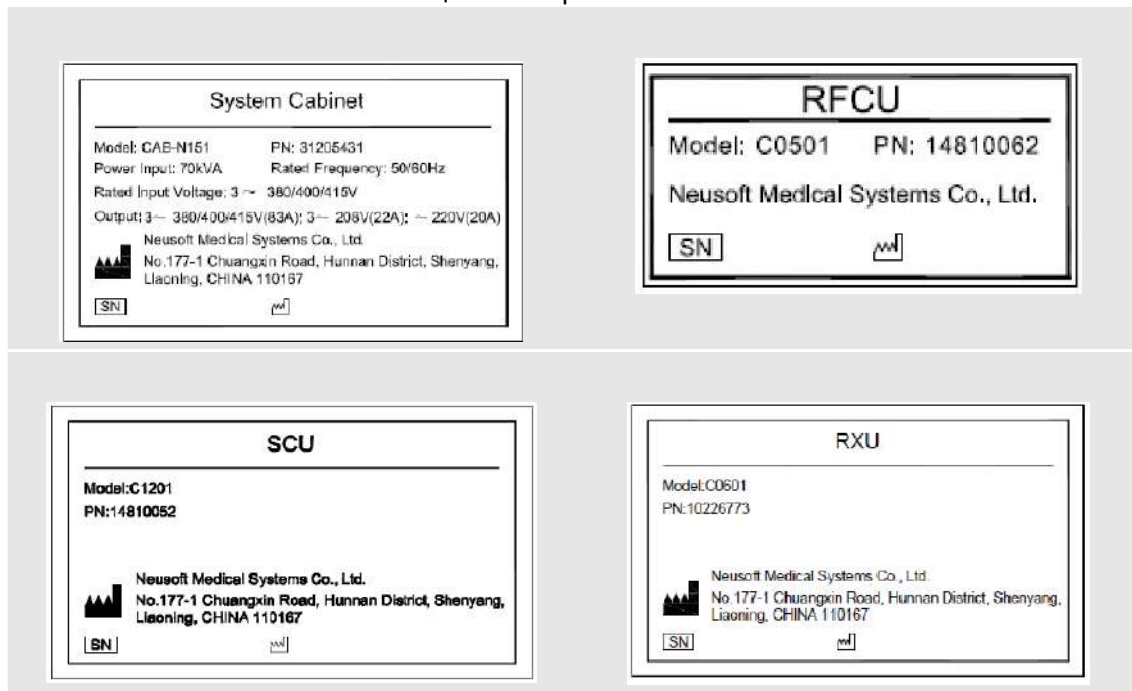 System Cabinet
Model: CAB-N151 PN: 31205431
Power Input: 70kVA Rated Frequency: 50/60Hz
Rated Input Voltage: 3～ 380/400/415V
Output: 3～ 380/400/415V(83A); 3～ 208V(22A); ～ 220V(20A)
Neusoft Medical Systems Co., Ltd.
No.177-1 Chuangxin Road, Hunnan District, Shenyang,
Liaoning, CHINA 110167
SN
RFCU
Model: C0501 PN: 14810062
Neusoft Medical Systems Co., Ltd.
SN
SCU
Model:C1201
PN:14810052
Neusoft Medical Systems Co., Ltd.
No.177-1 Chuangxin Road, Hunnan District, Shenyang,
Liaoning, CHINA 110167
SN
RXU
Model:C0601
PN:10226773
Neusoft Medical Systems Co., Ltd.
No.177-1 Chuangxin Road, Hunnan District, Shenyang,
Liaoning, CHINA 110167
SN